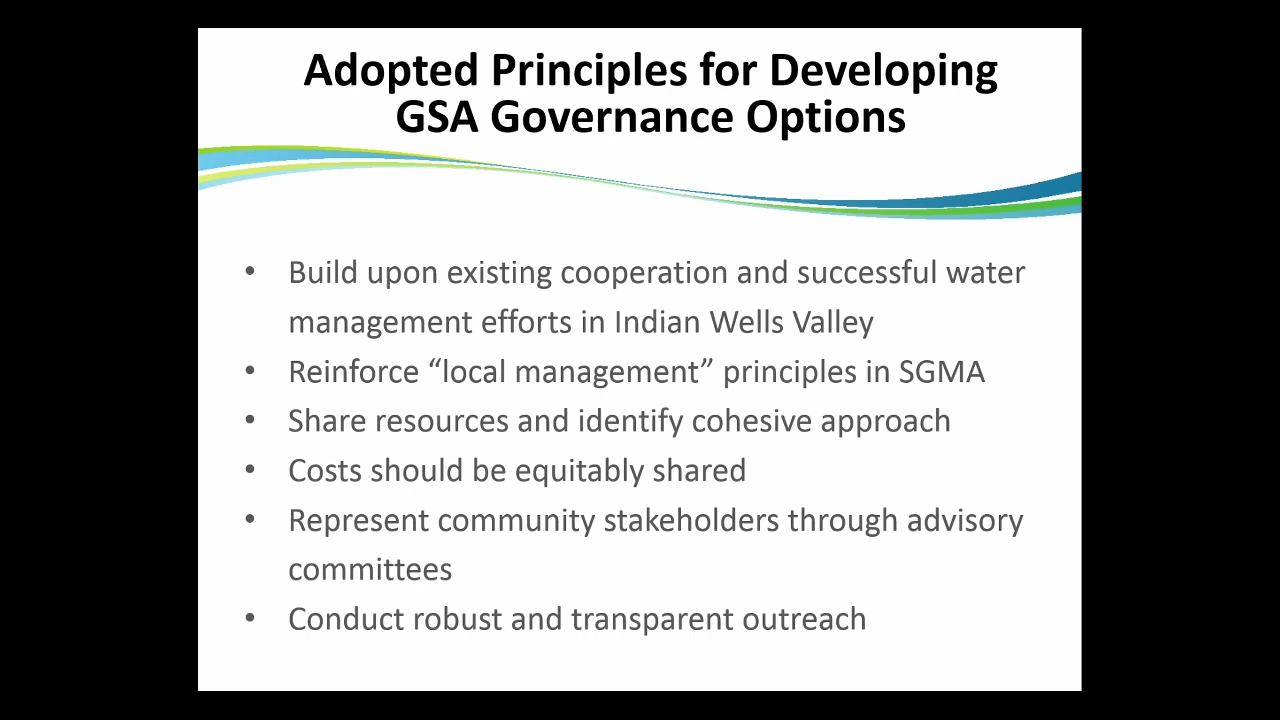 Adopted Principles for Developing
GSA Governance Options
• Build upon existing cooperation and successful water
management efforts in Indian Wells Valley
• Reinforce “local management” principles in SGMA
• Share resources and identify cohesive approach
• Costs should be equitably shared
• Represent community stakeholders through advisory
committees
• Conduct robust and transparent outreach